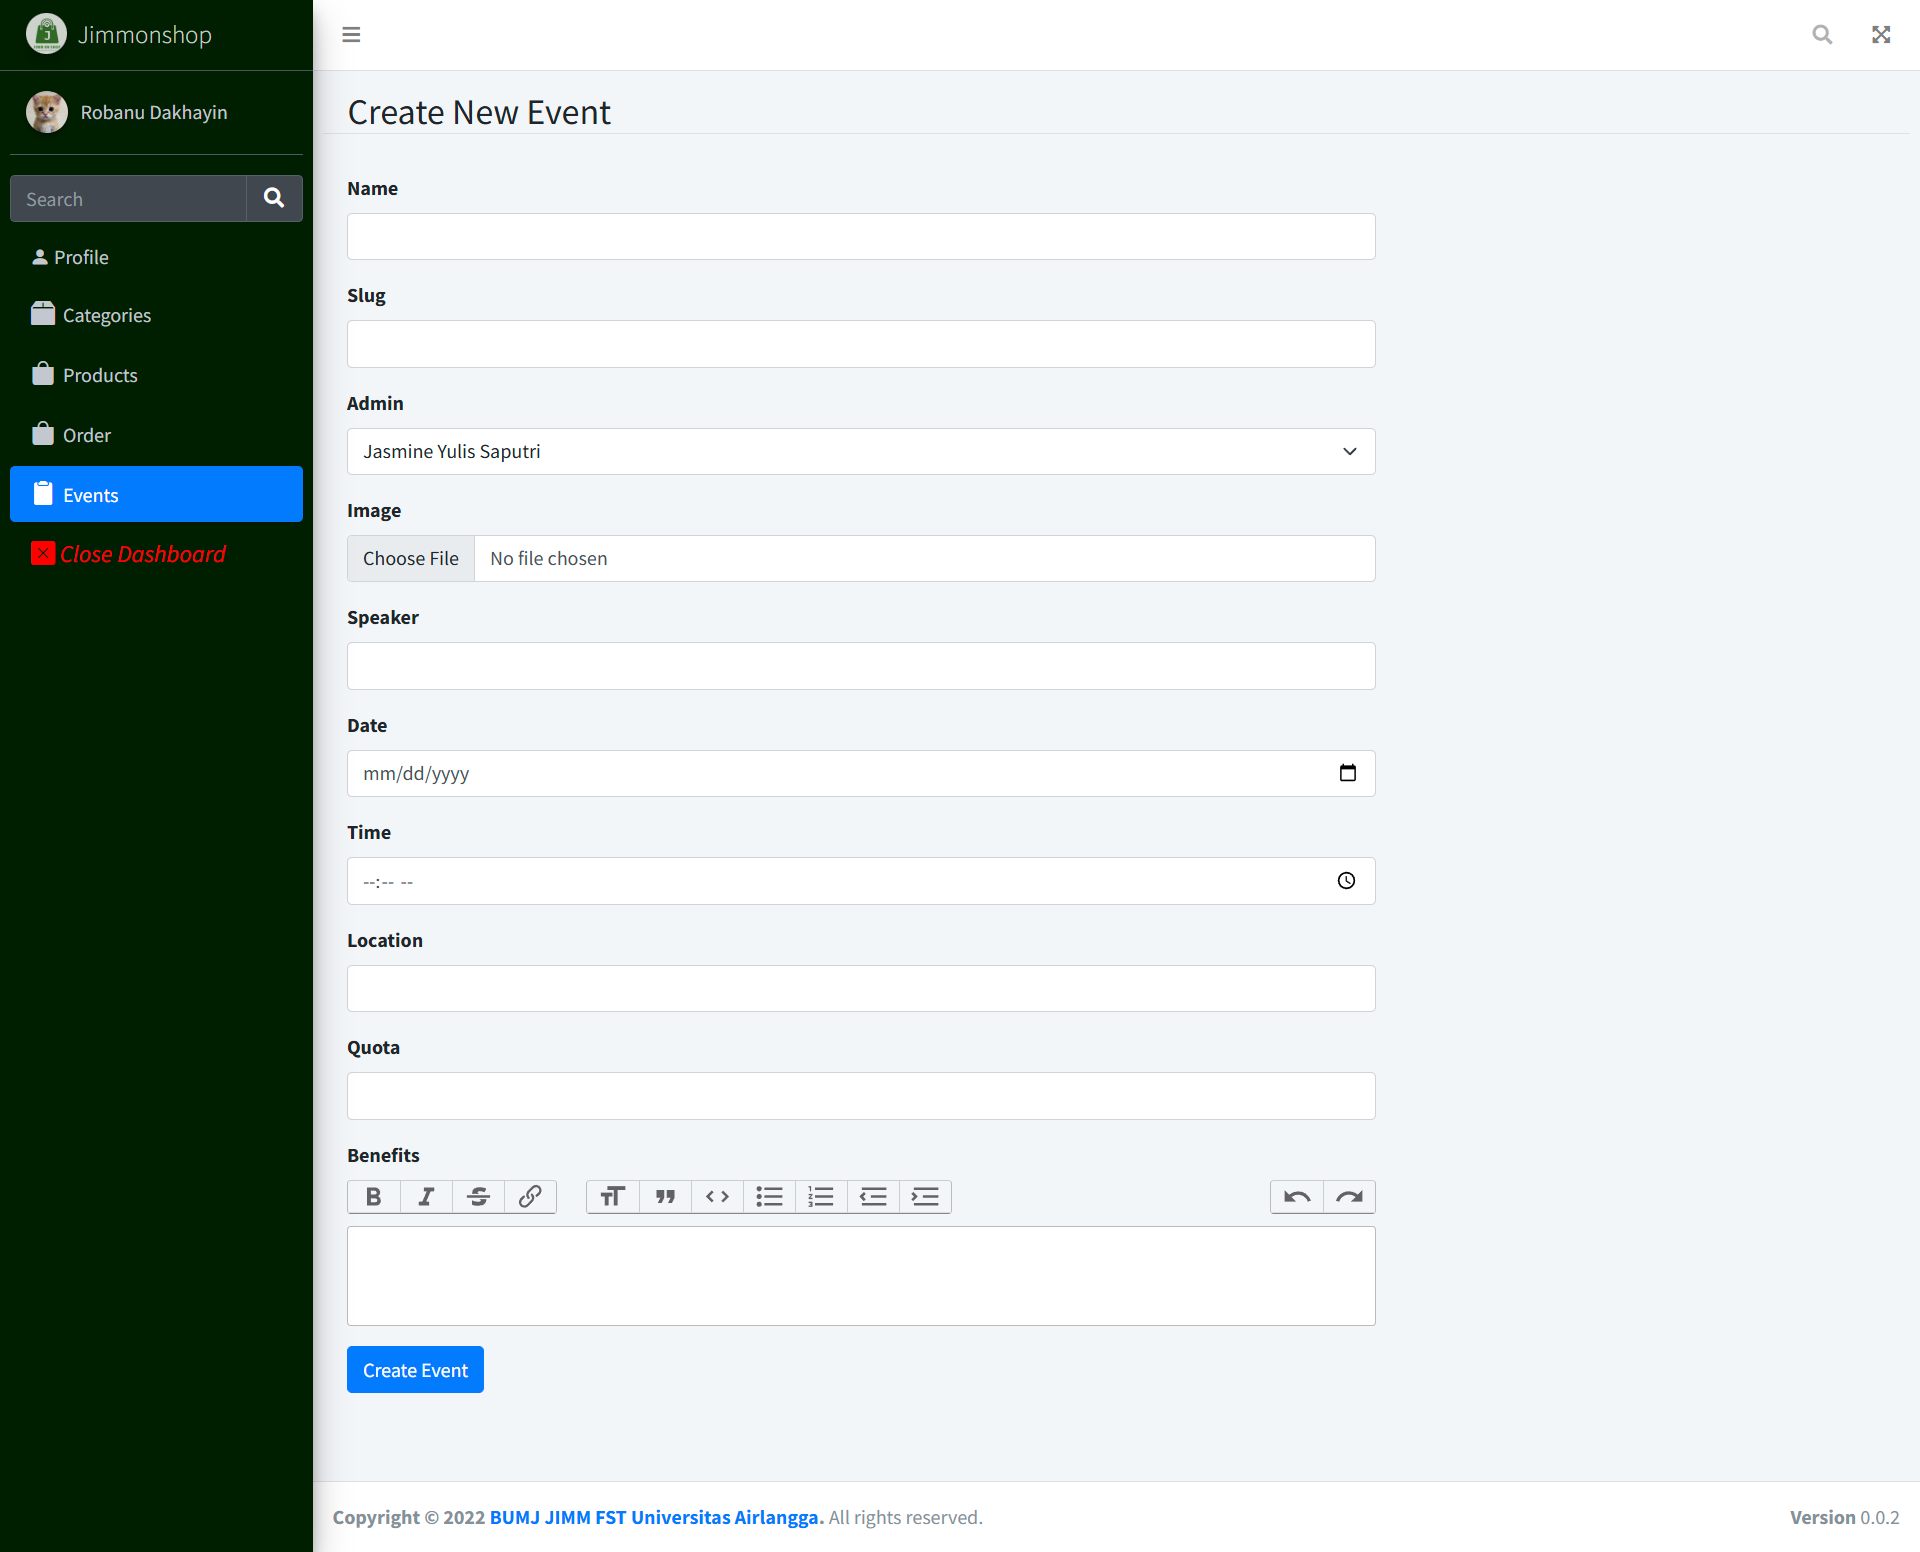 Jimmonshop
Robanu Dakhayin
Search
Profile
Categories
Products
Order
Events
Close Dashboard
Create New Event
Name
Slug
Admin
Jasmine Yulis Saputri
Image
Choose File No file chosen
Speaker
Date
mm/dd/yyyy
Time
--:-- --
Location
Quota
Benefits
Create Event
Copyright © 2022 BUMJ JIMM FST Universitas Airlangga. All rights reserved.
Version 0.0.2